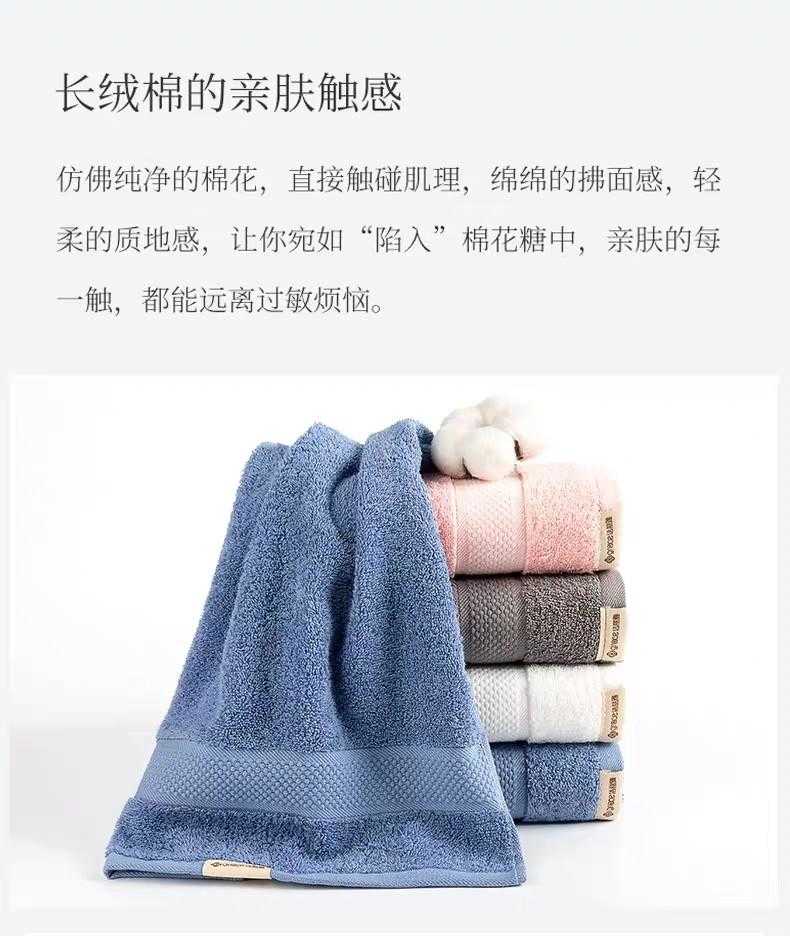 长绒棉的亲肤触感
仿佛纯净的棉花，直接触碰肌理，绵绵的拂面感，轻
柔的质地感，让你宛如“陷入”棉花糖中，亲肤的每
一触，都能远离过敏烦恼。